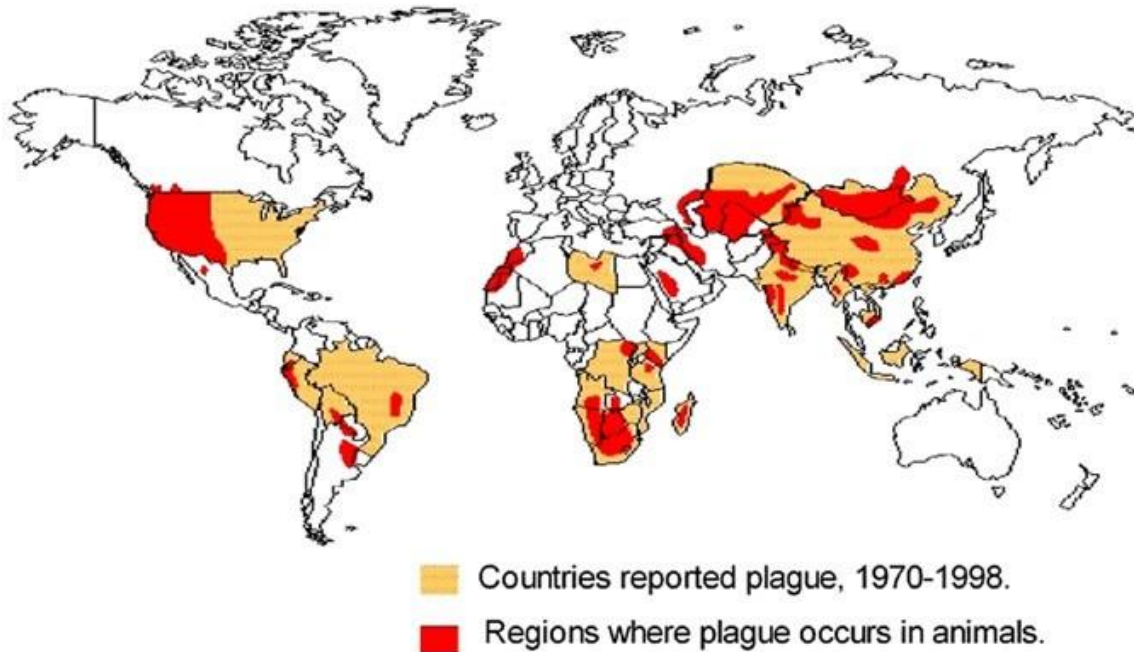 Countries reported plague, 1970-1998.
Regions where plague occurs in animals.